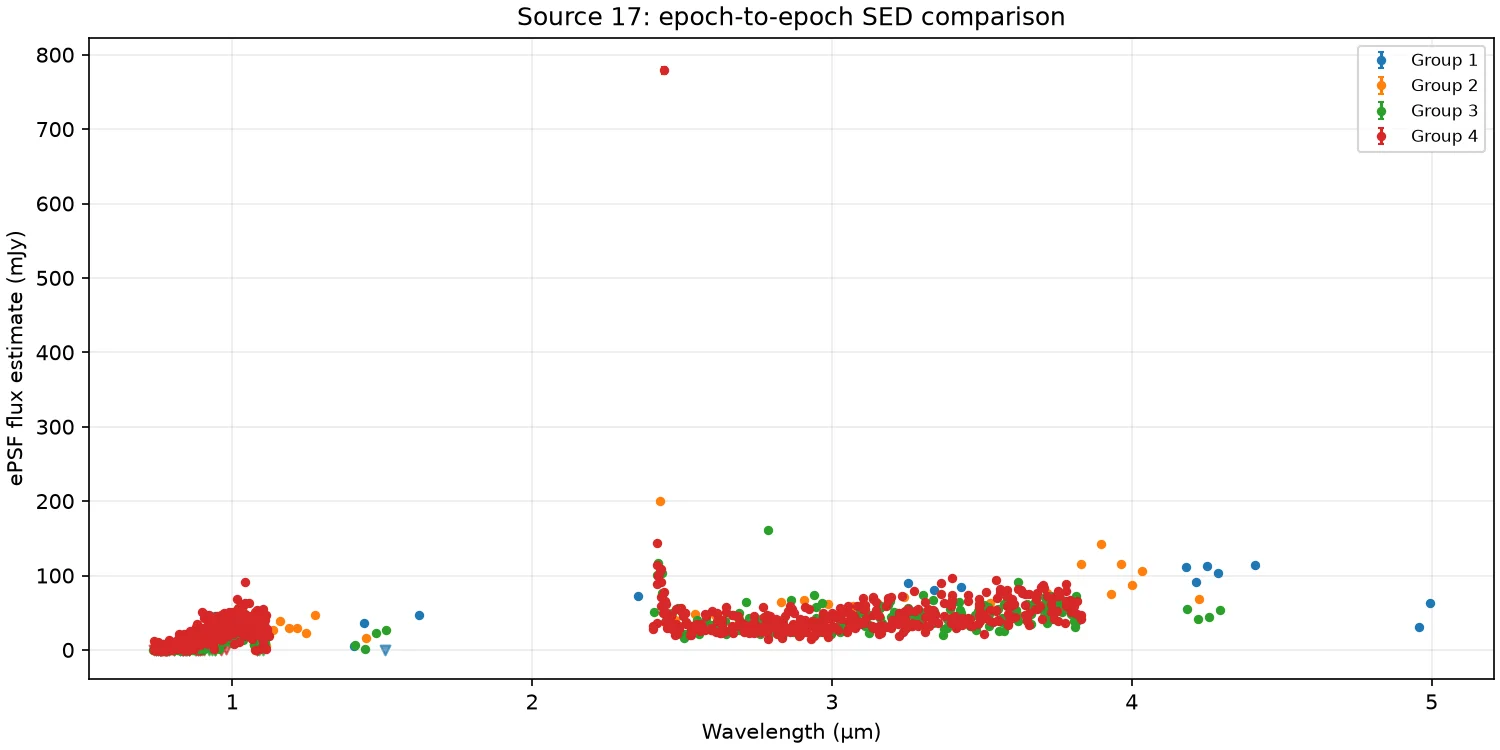 Source 17: epoch-to-epoch SED comparison
800
700
600
500
400
300
200
100
0
ePSF flux estimate (mJy)
Group 1
Group 2
Group 3
Group 4
1 2 3 4 5
Wavelength (μm)